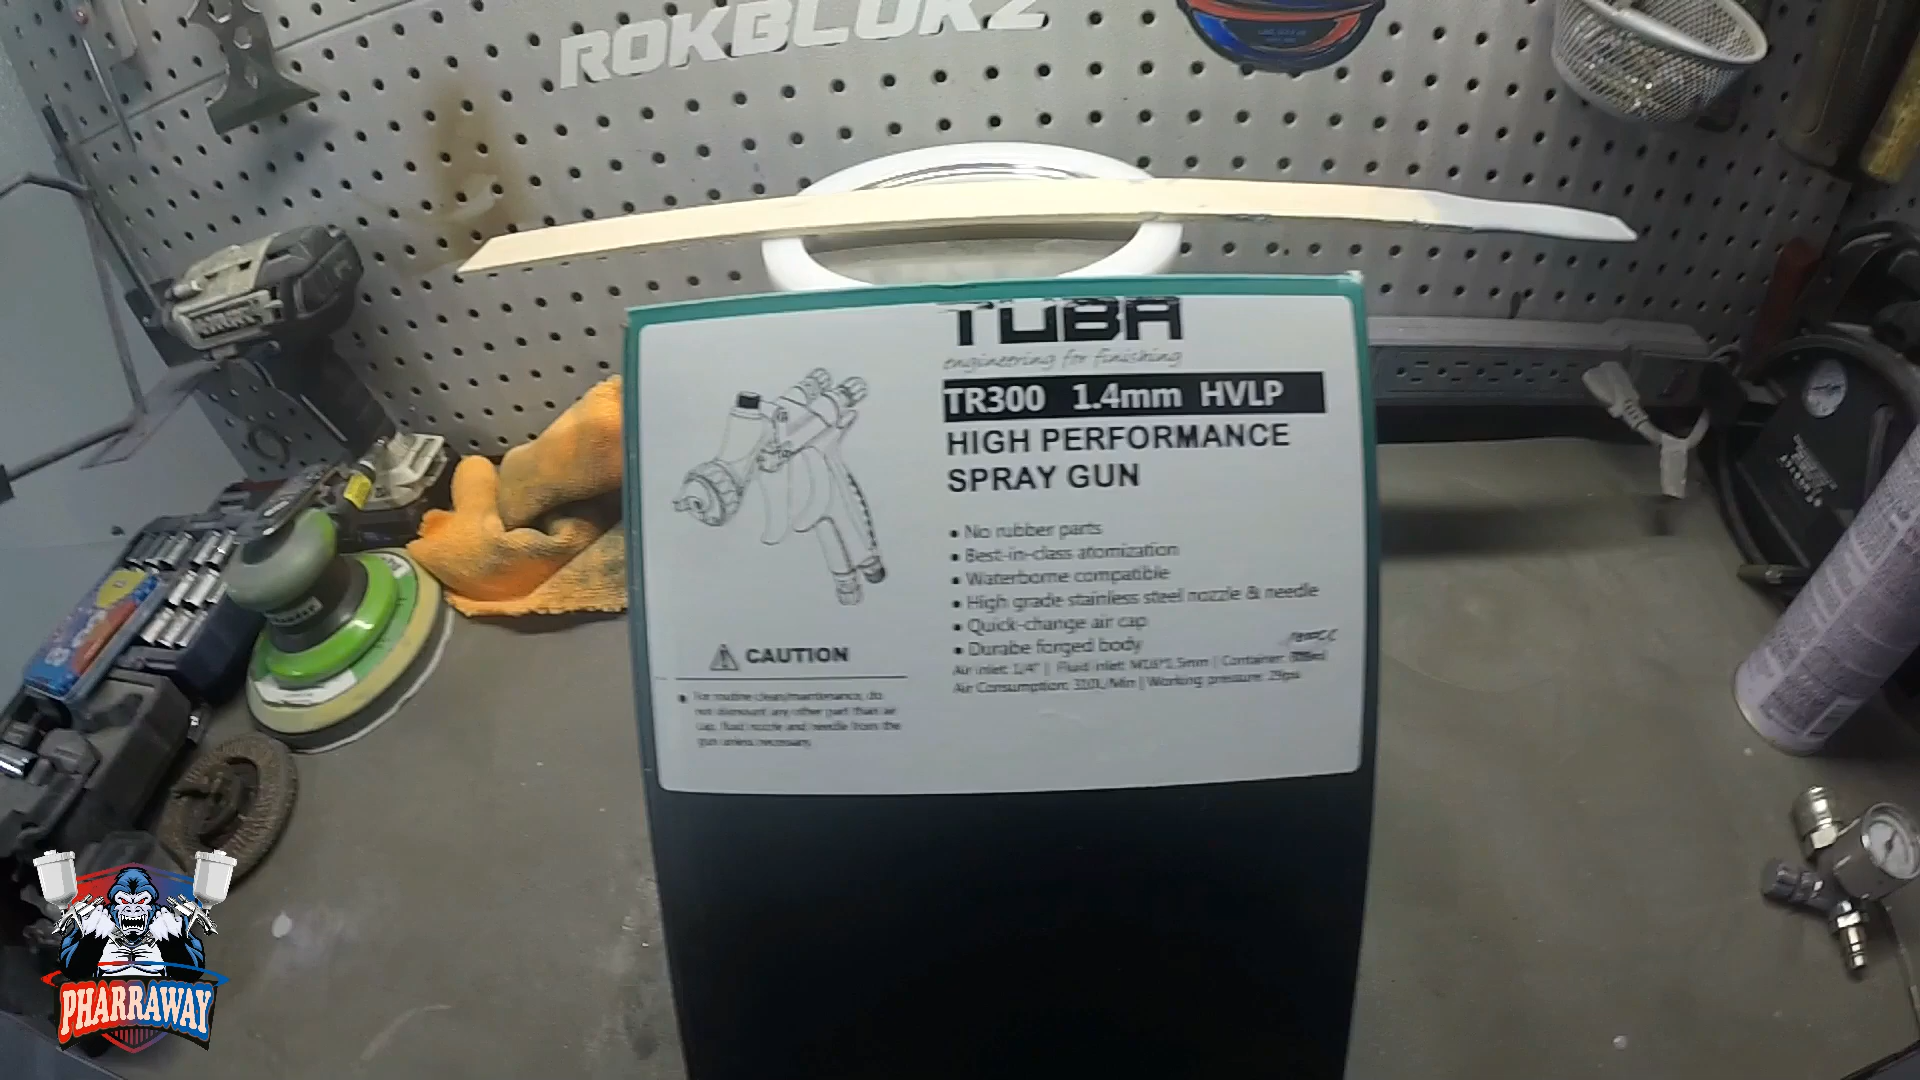 ROKBLOKZ
TUBA
engineering for finishing
TR300 1.4mm HVLP
HIGH PERFORMANCE
SPRAY GUN
• No rubber parts
• Best-in-class atomization
• Waterborne compatible
• High grade stainless steel nozzle & needle
• Quick-change air cap
• Durabe forged body
Air inlet: 1/4" | Fluid inlet: M16*1.5mm | Container:
Air Consumption: 310L/Min | Working pressure: 29psi
CAUTION
• For routine clean/maintenance, do
not dismount any other part than air
cap, fluid nozzle and needle from the
gun unless necessary.
PHARRAWAY